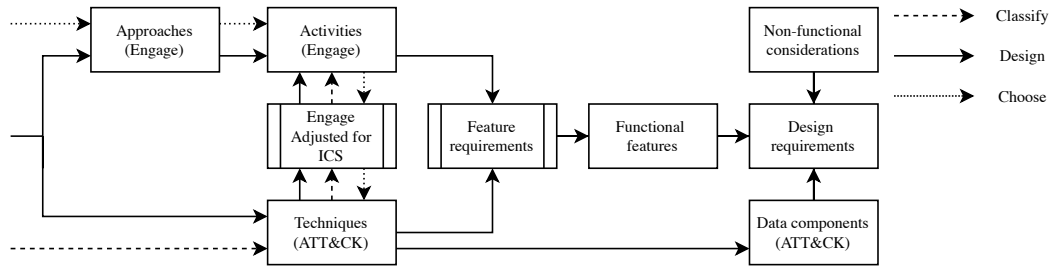 Approaches
(Engage)
Activities
(Engage)
Non-functional
considerations
Classify
Design
Choose
Engage
Adjusted for
ICS
Feature
requirements
Functional
features
Design
requirements
Techniques
(ATT&CK)
Data components
(ATT&CK)